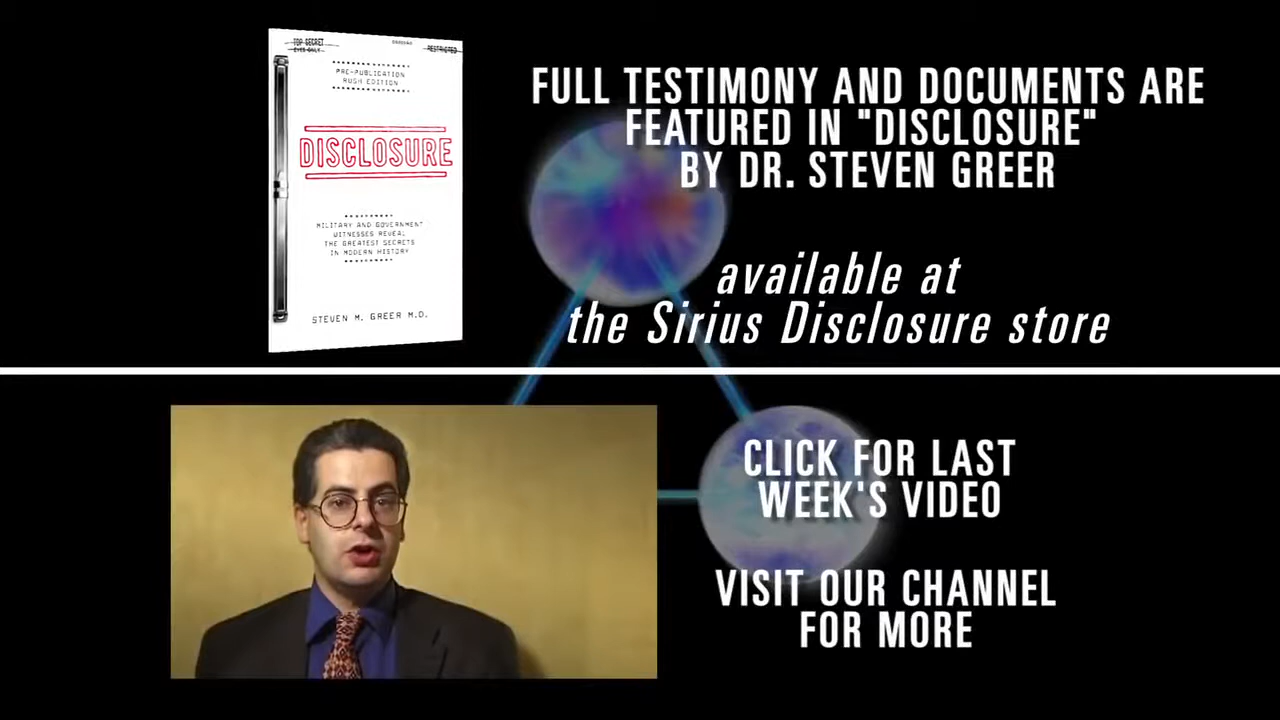 TOP SECRET
EYES ONLY
RESTRICTED
PRE-PUBLICATION
RUSH EDITION
DISCLOSURE
MILITARY AND GOVERNMENT
WITNESSES REVEAL
THE GREATEST SECRETS
IN MODERN HISTORY
STEVEN M. GREER M.D.
FULL TESTIMONY AND DOCUMENTS ARE
FEATURED IN "DISCLOSURE"
BY DR. STEVEN GREER
available at
the Sirius Disclosure store
CLICK FOR LAST
WEEK'S VIDEO
VISIT OUR CHANNEL
FOR MORE